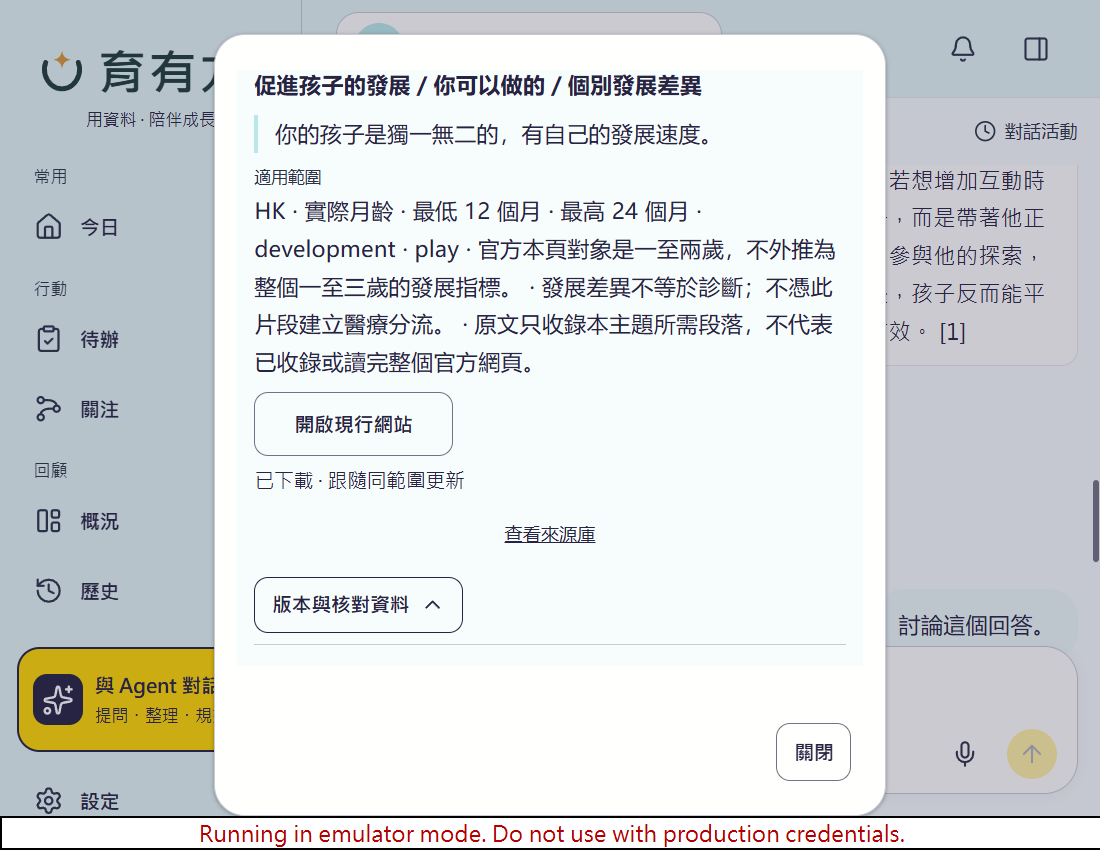 育有
用資料 · 陪伴成長
常用
今日
行動
待辦
關注
回顧
概況
歷史
與 Agent 對話
提問 · 整理 · 規
設定
促進孩子的發展 / 你可以做的 / 個別發展差異
你的孩子是獨一無二的，有自己的發展速度。
適用範圍
HK · 實際月齡 · 最低 12 個月 · 最高 24 個月 ·
development · play · 官方本頁對象是一至兩歲，不外推為
整個一至三歲的發展指標。 · 發展差異不等於診斷；不憑此
片段建立醫療分流。 · 原文只收錄本主題所需段落，不代表
已收錄或讀完整個官方網頁。
開啟現行網站
已下載 · 跟隨同範圍更新
查看來源庫
版本與核對資料
關閉
對話活動
若想增加互動時
，而是帶著他正
參與他的探索，
，孩子反而能平
效。 [1]
討論這個回答。
Running in emulator mode. Do not use with production credentials.